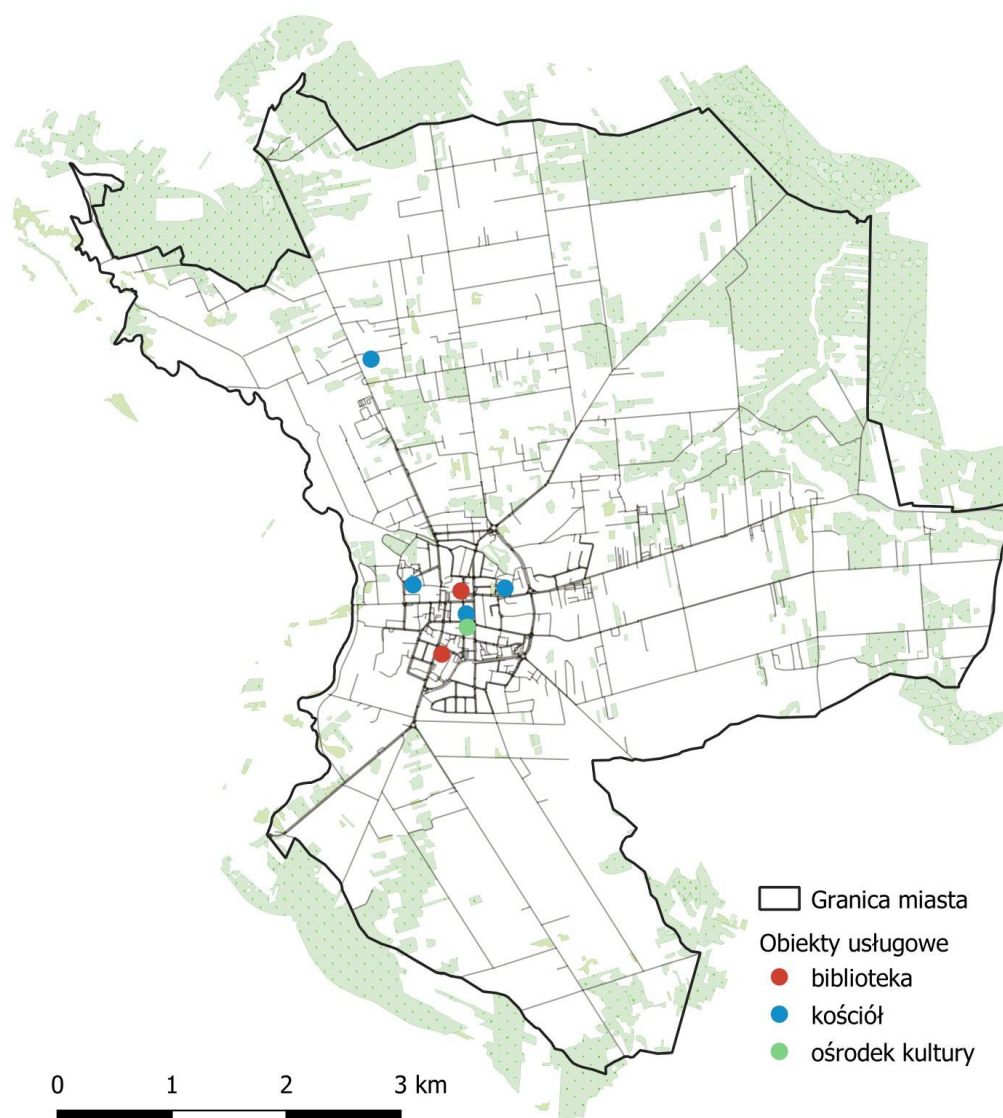 Granica miasta
Obiekty usługowe
biblioteka
kościół
ośrodek kultury
0 1 2 3 km